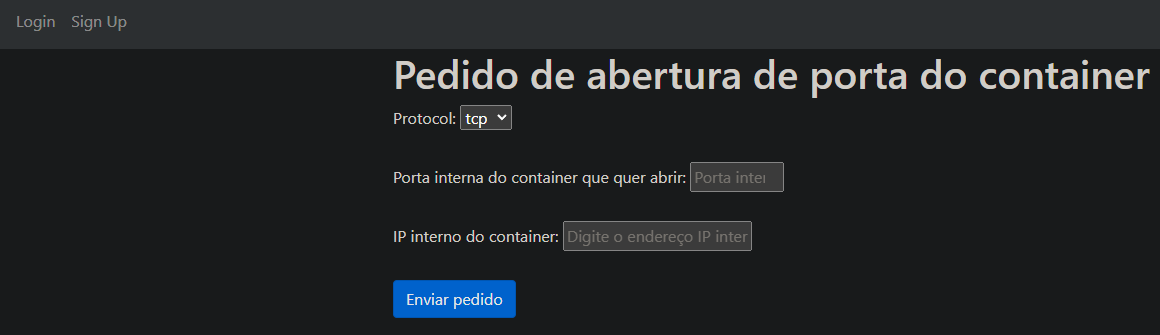 Login Sign Up
Pedido de abertura de porta do container
Protocol: tcp
Porta interna do container que quer abrir: Porta inter
IP interno do container: Digite o endereço IP inter
Enviar pedido